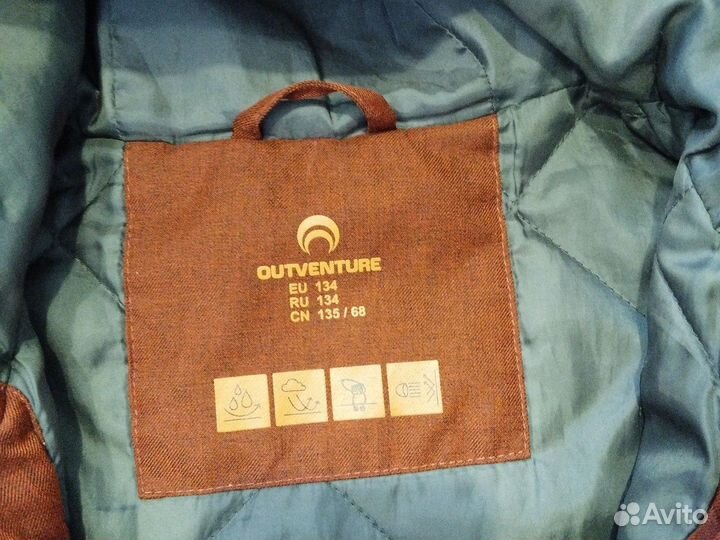 OUTVENTURE
EU 134
RU 134
CN 135 / 68
Avito